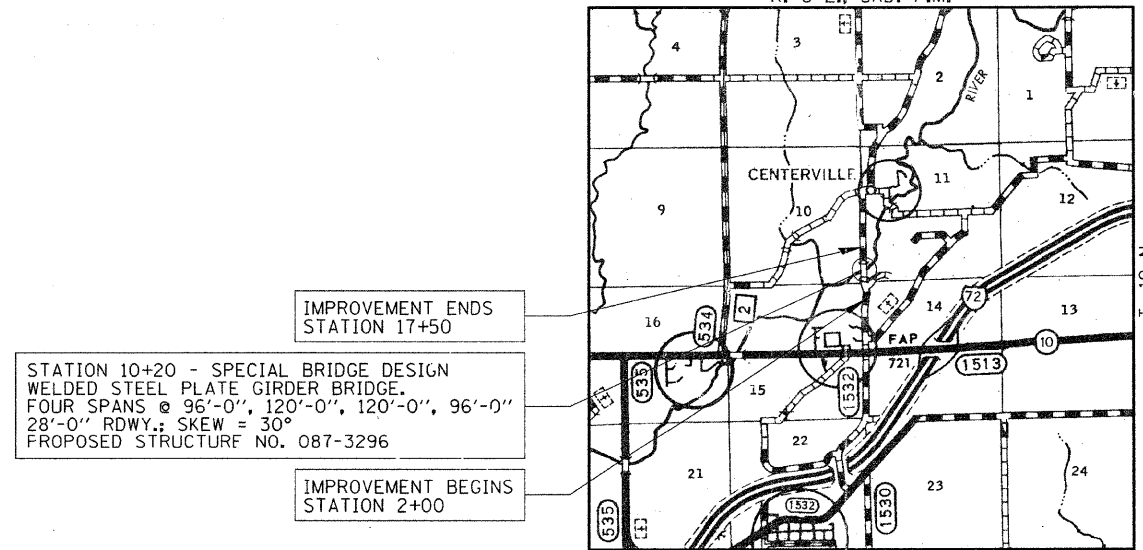 R. 6 E., 3RD. P.M.
4
3
2
1
RIVER
CENTERVILLE
11
9
10
12
T. 18 N.
IMPROVEMENT ENDS
STATION 17+50
16
534
2
14
72
13
FAP
721
10
1513
STATION 10+20 - SPECIAL BRIDGE DESIGN
WELDED STEEL PLATE GIRDER BRIDGE.
FOUR SPANS @ 96'-0", 120'-0", 120'-0", 96'-0"
28'-0" RDWY.; SKEW = 30°
PROPOSED STRUCTURE NO. 087-3296
535
15
1532
22
IMPROVEMENT BEGINS
STATION 2+00
21
23
24
535
1532
1530